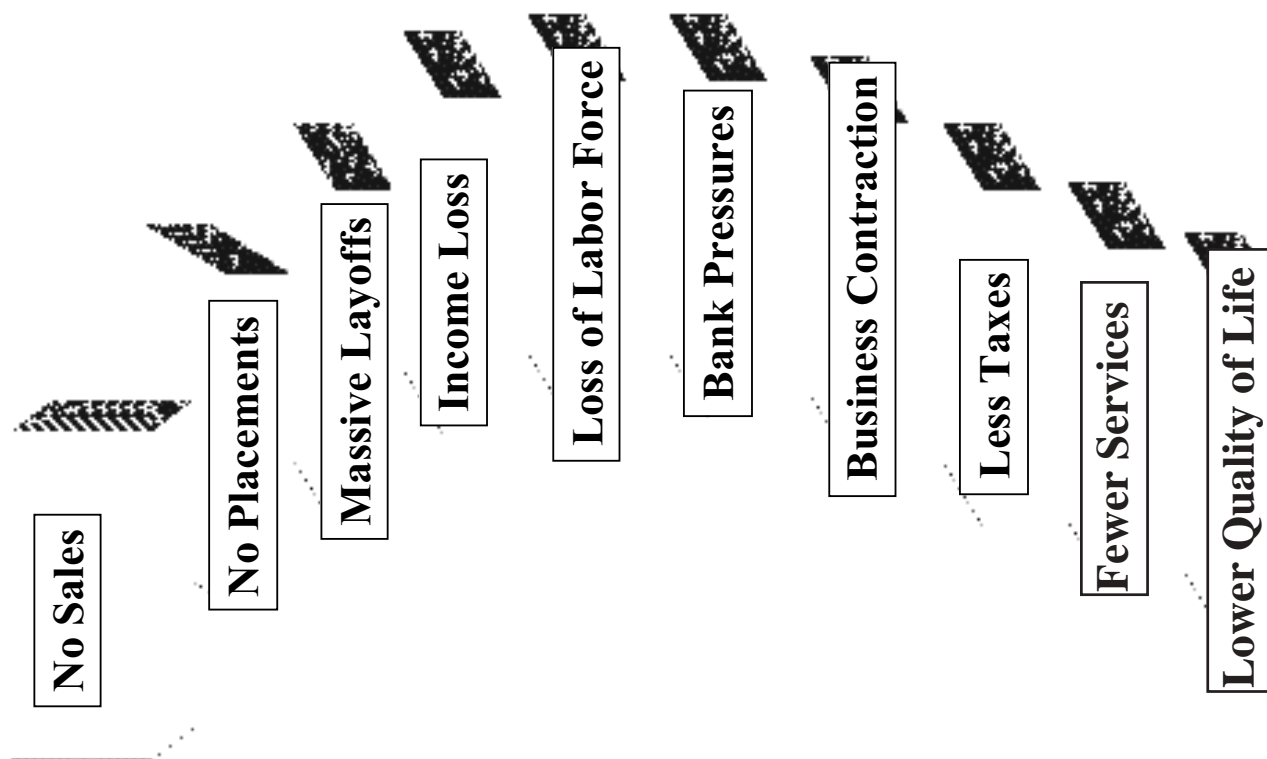 No Sales
No Placements
Massive Layoffs
Income Loss
Loss of Labor Force
Bank Pressures
Business Contraction
Less Taxes
Fewer Services
Lower Quality of Life